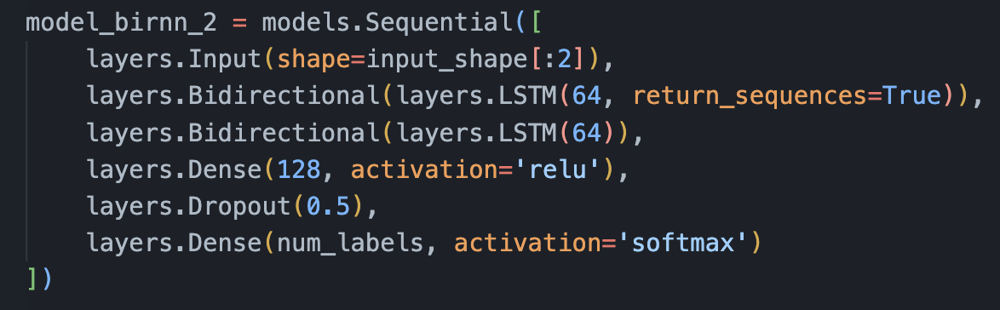 model_birnn_2 = models.Sequential([
    layers.Input(shape=input_shape[:2]),
    layers.Bidirectional(layers.LSTM(64, return_sequences=True)),
    layers.Bidirectional(layers.LSTM(64)),
    layers.Dense(128, activation='relu'),
    layers.Dropout(0.5),
    layers.Dense(num_labels, activation='softmax')
])